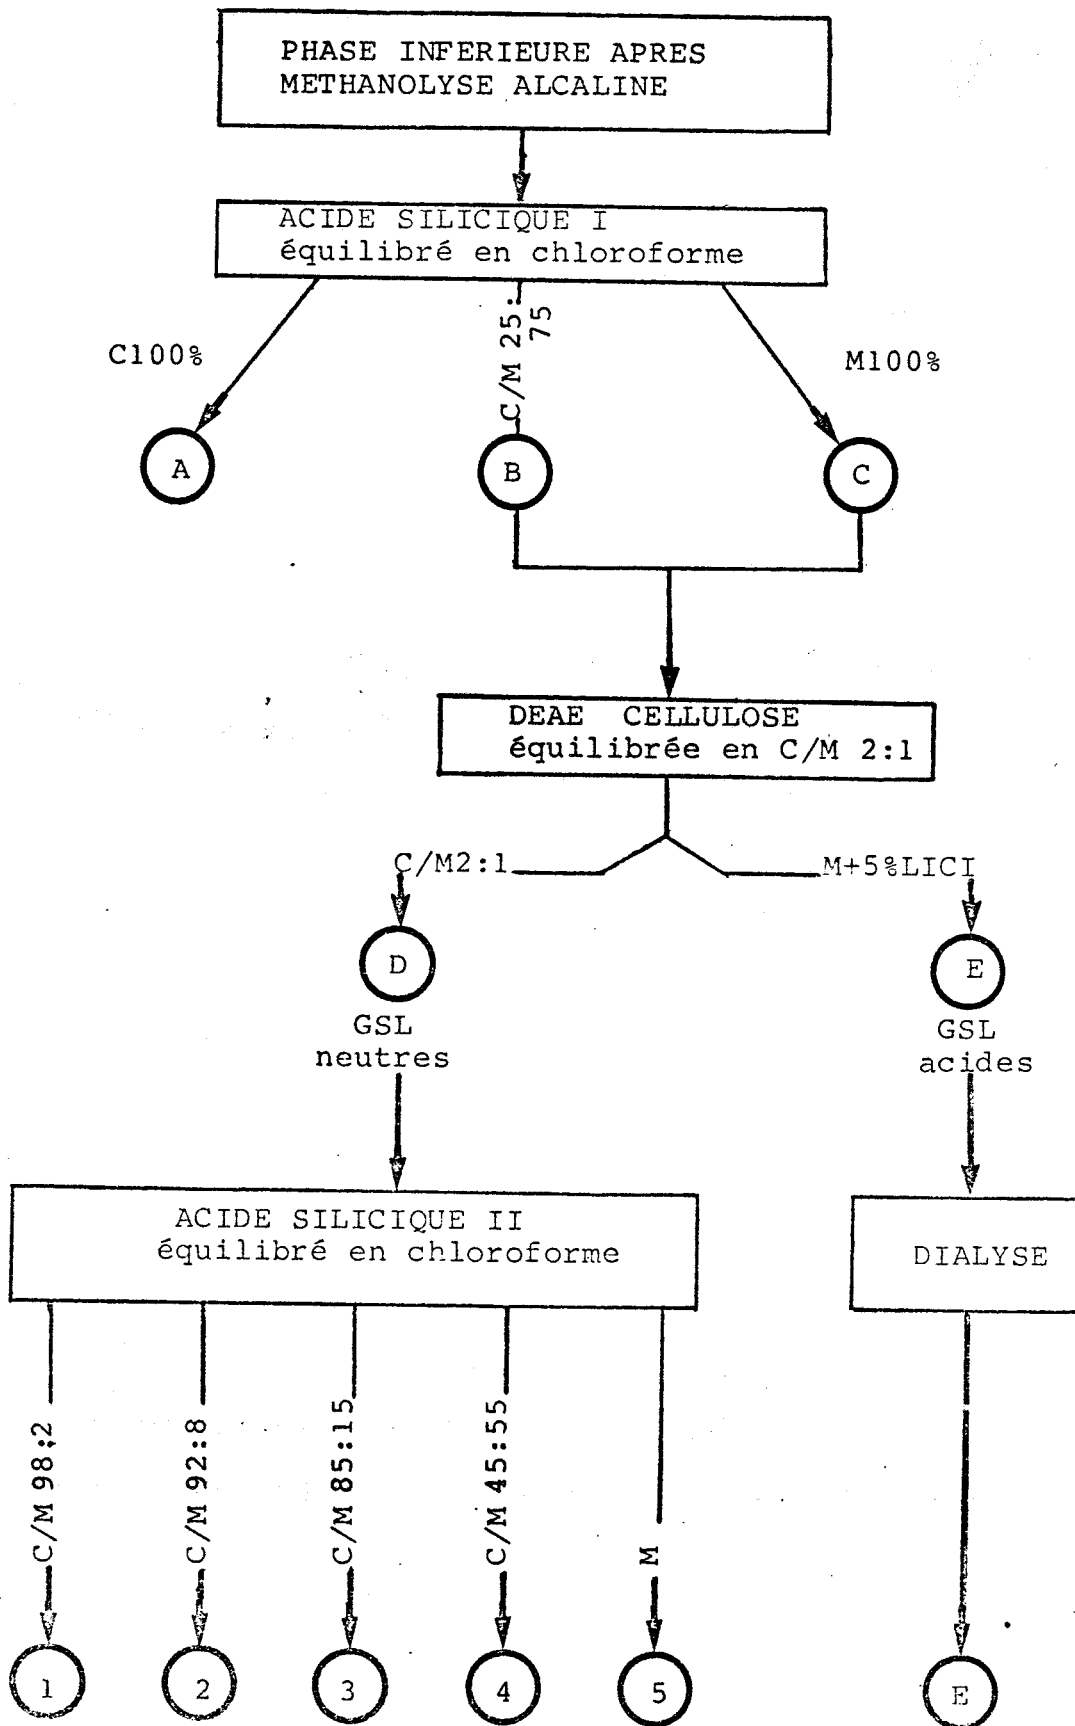 PHASE INFERIEURE APRES
METHANOLYSE ALCALINE
ACIDE SILICIQUE I
équilibré en chloroforme
C100%
C/M 25:
75
M100%
A
B
C
DEAE CELLULOSE
équilibrée en C/M 2:1
C/M2:1
M+5%LICI
D
E
GSL
neutres
GSL
acides
ACIDE SILICIQUE II
équilibré en chloroforme
DIALYSE
C/M 98:2
C/M 92:8
C/M 85:15
C/M 45:55
M
1
2
3
4
5
E